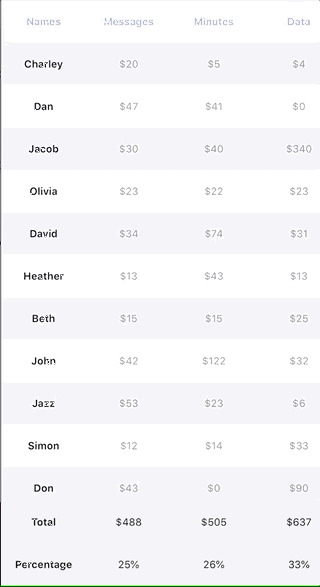 Names Messages Minutes Data
Charley $20 $5 $4
Dan $47 $41 $0
Jacob $30 $40 $340
Olivia $23 $22 $23
David $34 $74 $31
Heather $13 $43 $13
Beth $15 $15 $25
John $42 $122 $32
Jazz $53 $23 $6
Simon $12 $14 $33
Don $43 $0 $90
Total $488 $505 $637
Percentage 25% 26% 33%